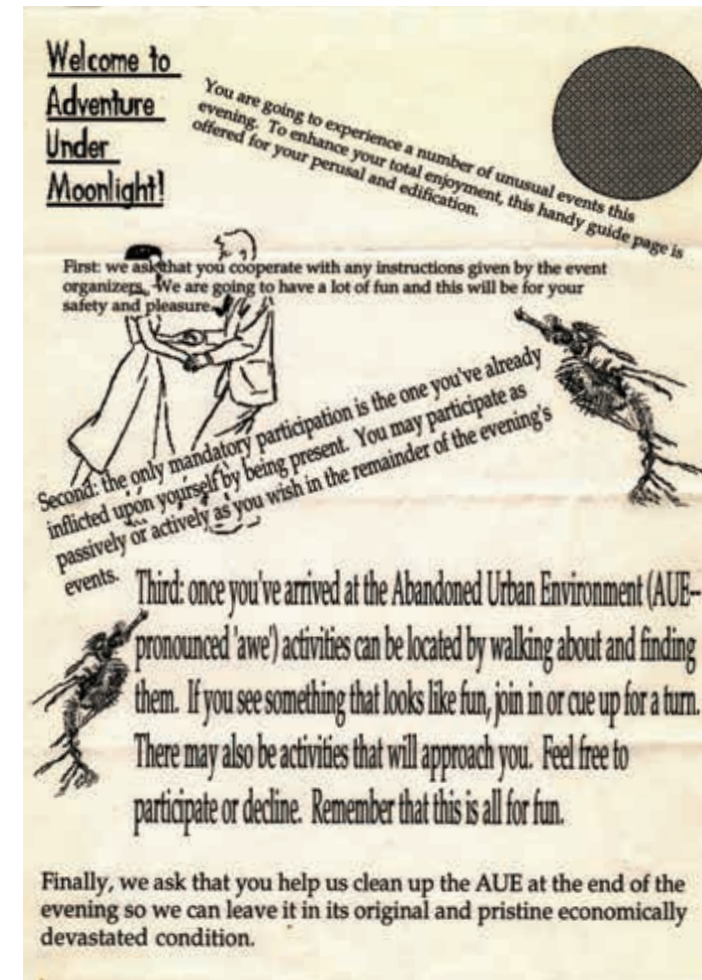 Welcome to
Adventure
Under
Moonlight!
You are going to experience a number of unusual events this
evening. To enhance your total enjoyment, this handy guide page is
offered for your perusal and edification.
First: we ask that you cooperate with any instructions given by the event
organizers. We are going to have a lot of fun and this will be for your
safety and pleasure.
Second: the only mandatory participation is the one you've already
inflicted upon yourself by being present. You may participate as
passively or actively as you wish in the remainder of the evening's
events.
Third: once you've arrived at the Abandoned Urban Environment (AUE--
pronounced 'awe') activities can be located by walking about and finding
them. If you see something that looks like fun, join in or cue up for a turn.
There may also be activities that will approach you. Feel free to
participate or decline. Remember that this is all for fun.
Finally, we ask that you help us clean up the AUE at the end of the
evening so we can leave it in its original and pristine economically
devastated condition.